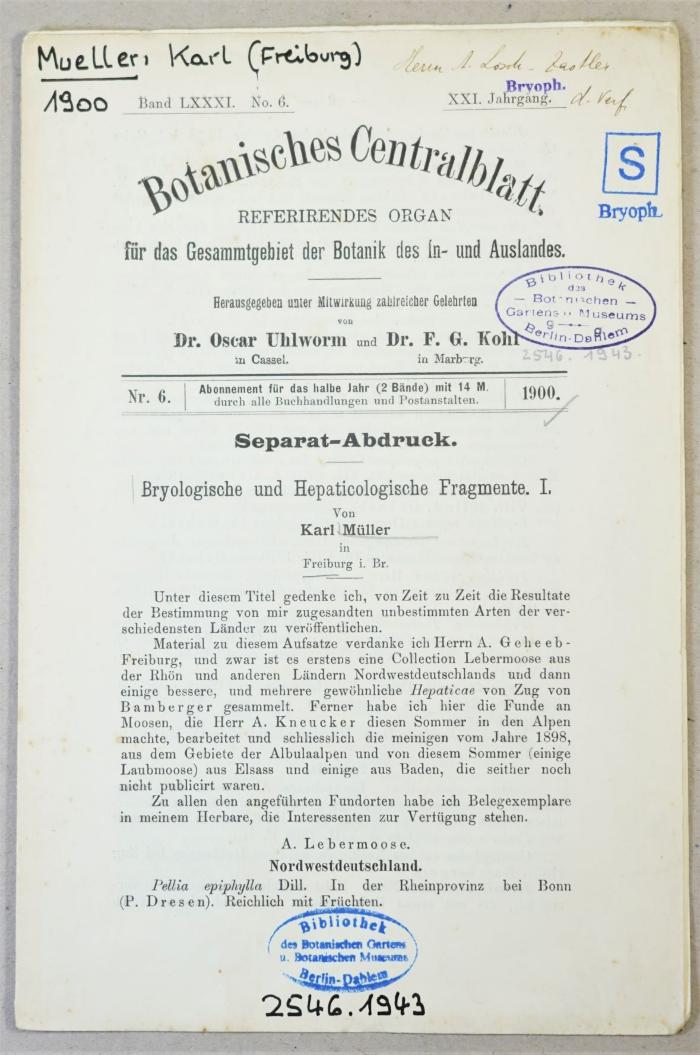 Mueller, Karl (Freiburg)
1900
Herrn A.
d. Verf.
Bryoph.
Band LXXXI. No. 6.
XXI. Jahrgang.
S
Bryoph.
Botanisches Centralblatt.
REFERIRENDES ORGAN
für das Gesammtgebiet der Botanik des In- und Auslandes.
Herausgegeben unter Mitwirkung zahlreicher Gelehrten
von
Dr. Oscar Uhlworm und Dr. F. G. Kohl
in Cassel.
in Marburg.
Bibliothek
des
Botanischen
Gartens u. Museums
Berlin-Dahlem
2546. 1943.
Nr. 6.
Abonnement für das halbe Jahr (2 Bände) mit 14 M.
durch alle Buchhandlungen und Postanstalten.
1900.
Separat-Abdruck.
Bryologische und Hepaticologische Fragmente. I.
Von
Karl Müller
in
Freiburg i. Br.
Unter diesem Titel gedenke ich, von Zeit zu Zeit die Resultate
der Bestimmung von mir zugesandten unbestimmten Arten der ver-
schiedensten Länder zu veröffentlichen.
Material zu diesem Aufsatze verdanke ich Herrn A. Geheeb-
Freiburg, und zwar ist es erstens eine Collection Lebermoose aus
der Rhön und anderen Ländern Nordwestdeutschlands und dann
einige bessere, und mehrere gewöhnliche Hepaticae von Zug von
Bamberger gesammelt. Ferner habe ich hier die Funde an
Moosen, die Herr A. Kneucker diesen Sommer in den Alpen
machte, bearbeitet und schliesslich die meinigen vom Jahre 1898,
aus dem Gebiete der Albulaalpen und von diesem Sommer (einige
Laubmoose) aus Elsass und einige aus Baden, die seither noch
nicht publicirt waren.
Zu allen den angeführten Fundorten habe ich Belegexemplare
in meinem Herbare, die Interessenten zur Verfügung stehen.
A. Lebermoose.
Nordwestdeutschland.
Pellia epiphylla Dill. In der Rheinprovinz bei Bonn
(P. Dresen). Reichlich mit Früchten.
Bibliothek
des Botanischen Gartens
u. Botanischen Museums
Berlin-Dahlem
2546.1943